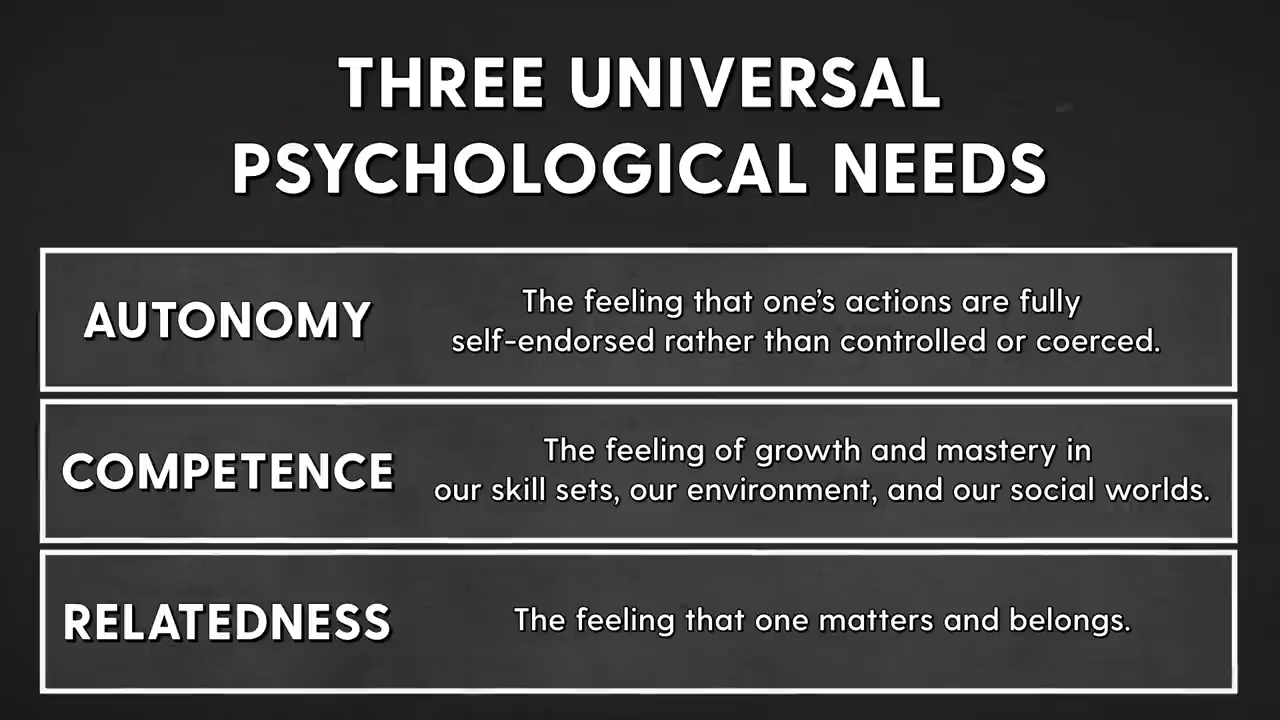 THREE UNIVERSAL
PSYCHOLOGICAL NEEDS
AUTONOMY
The feeling that one’s actions are fully
self-endorsed rather than controlled or coerced.
COMPETENCE
The feeling of growth and mastery in
our skill sets, our environment, and our social worlds.
RELATEDNESS
The feeling that one matters and belongs.